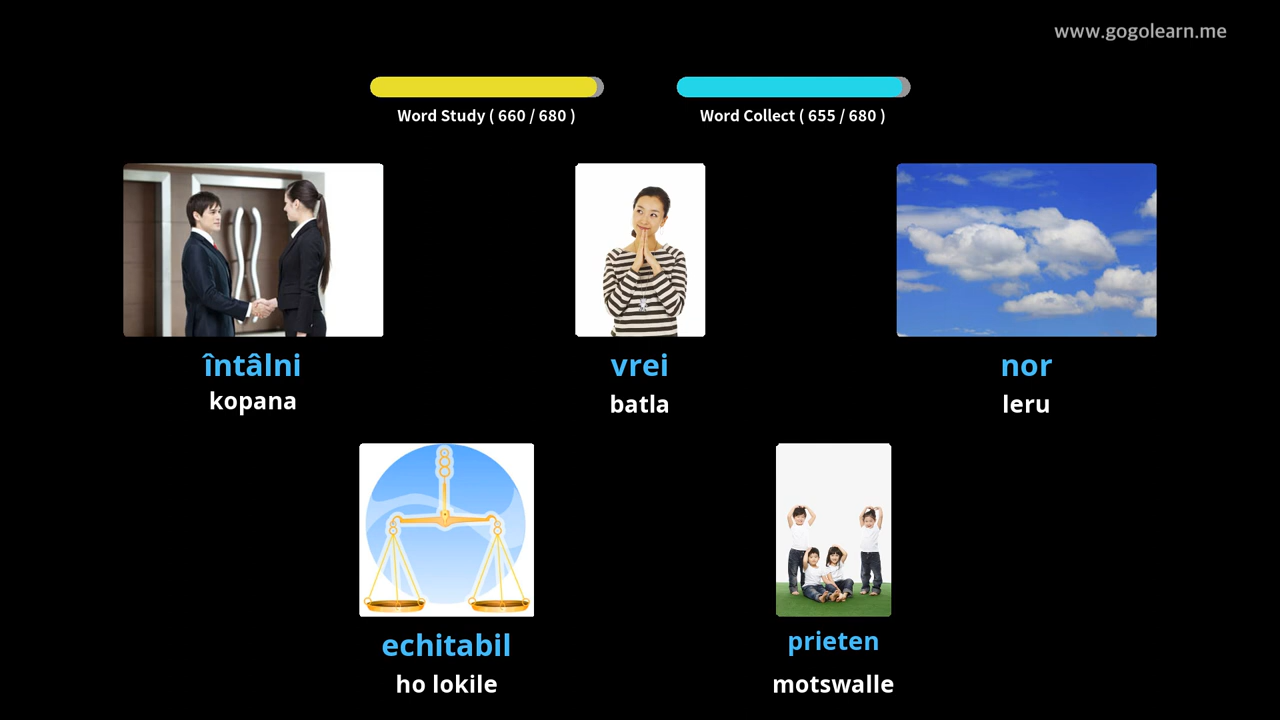 www.gogolearn.me
Word Study ( 660 / 680 )
Word Collect ( 655 / 680 )
întâlni
kopana
vrei
batla
nor
leru
echitabil
ho lokile
prieten
motswalle